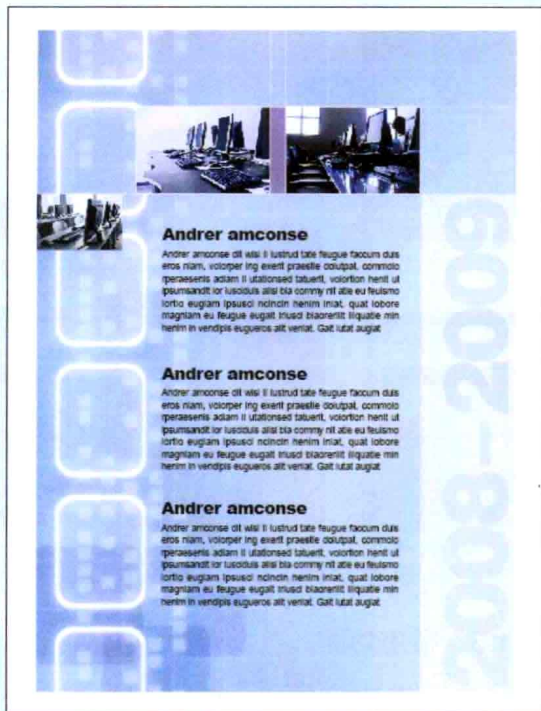 Andrer amconse
Andrer amconse dit wisi li iustrud tate feugue faccum duis
eros niam, volorper ing exerit praestie dolutpat, commolo
rperaesenis adiam il utationsed tatuerit, volortion henit ut
ipsumsandit lor iusciduis alisi bla commy nit atie eu feuismo
lortio eugiam ipsusci ncincin henim iniat, quat lobore
magniam eu feugue eugait iriusci blaorerilit iliquatie min
henim in vendipis eugueros alit veniat. Gait lutat augiat
Andrer amconse
Andrer amconse dit wisi li iustrud tate feugue faccum duis
eros niam, volorper ing exerit praestie dolutpat, commolo
rperaesenis adiam il utationsed tatuerit, volortion henit ut
ipsumsandit lor iusciduis alisi bla commy nit atie eu feuismo
lortio eugiam ipsusci ncincin henim iniat, quat lobore
magniam eu feugue eugait iriusci blaorerilit iliquatie min
henim in vendipis eugueros alit veniat. Gait lutat augiat
Andrer amconse
Andrer amconse dit wisi li iustrud tate feugue faccum duis
eros niam, volorper ing exerit praestie dolutpat, commolo
rperaesenis adiam il utationsed tatuerit, volortion henit ut
ipsumsandit lor iusciduis alisi bla commy nit atie eu feuismo
lortio eugiam ipsusci ncincin henim iniat, quat lobore
magniam eu feugue eugait iriusci blaorerilit iliquatie min
henim in vendipis eugueros alit veniat. Gait lutat augiat
2008-2009